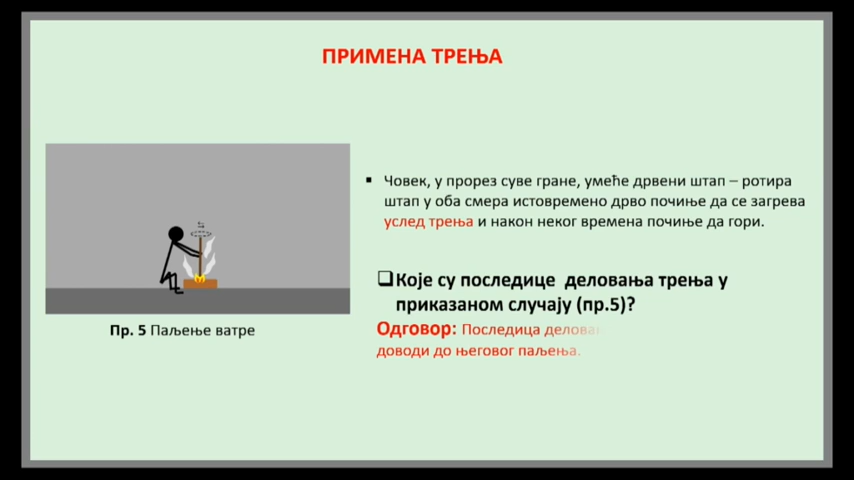 ПРИМЕНА ТРЕЊА
▪ Човек, у прорез суве гране, умеће дрвени штап – ротира
штап у оба смера истовремено дрво почиње да се загрева
услед трења и након неког времена почиње да гори.
❑Које су последице деловања трења у
приказаном случају (пр.5)?
Одговор: Последица
доводи до његовог паљења.
Пр. 5 Паљење ватре